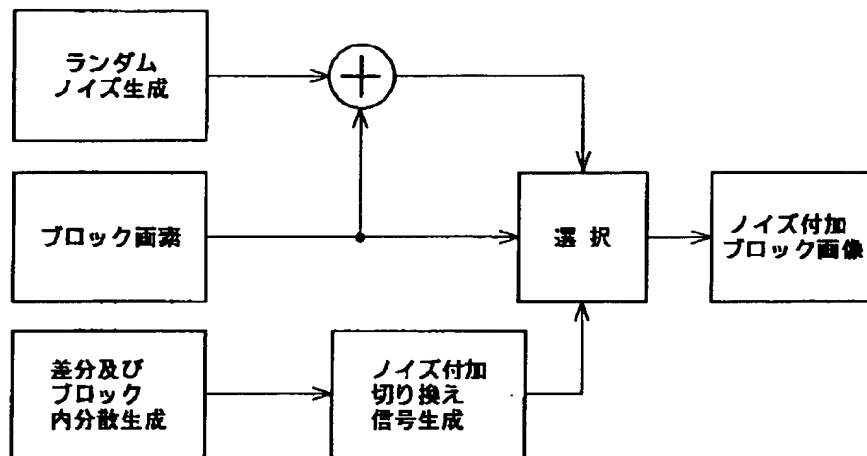 ランダム
ノイズ生成
ブロック画素
選 択
ノイズ付加
ブロック画像
差分及び
ブロック
内分散生成
ノイズ付加
切り換え
信号生成